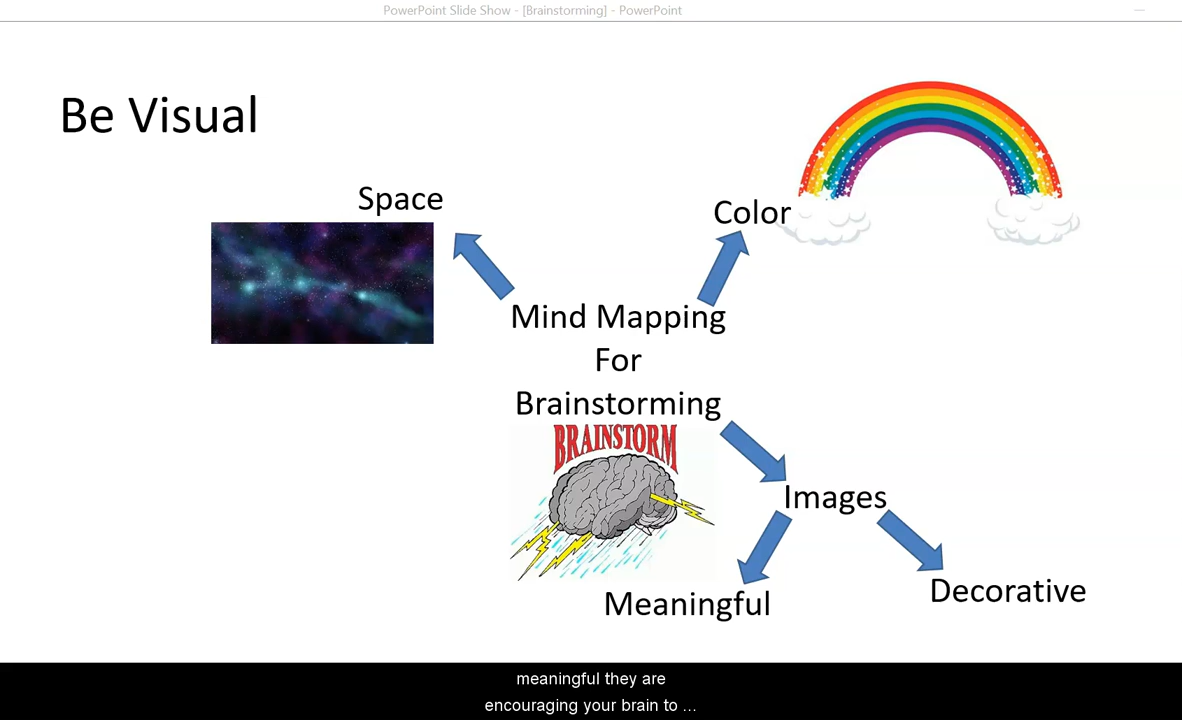 PowerPoint Slide Show - [Brainstorming] - PowerPoint
Be Visual
Space
Color
Mind Mapping
For
Brainstorming
BRAINSTORM
Images
Meaningful
Decorative
meaningful they are
encouraging your brain to ...